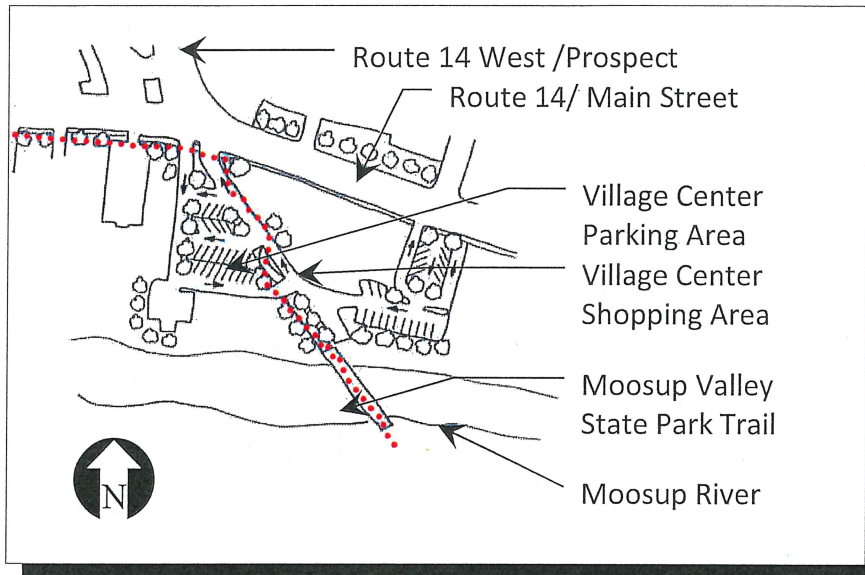 Route 14 West /Prospect
Route 14/ Main Street
Village Center
Parking Area
Village Center
Shopping Area
Moosup Valley
State Park Trail
Moosup River
N